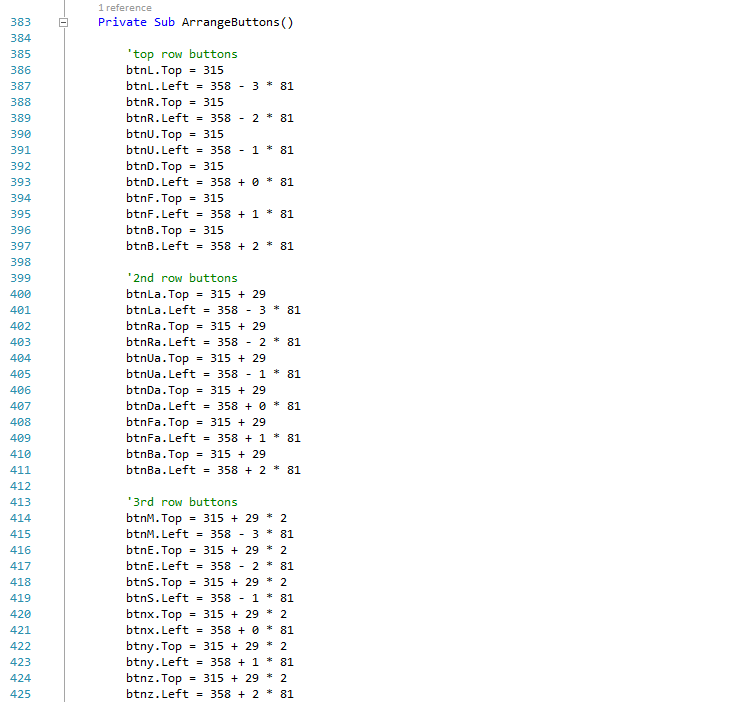 1 reference
383 Private Sub ArrangeButtons()
384
385 'top row buttons
386 btnL.Top = 315
387 btnL.Left = 358 - 3 * 81
388 btnR.Top = 315
389 btnR.Left = 358 - 2 * 81
390 btnU.Top = 315
391 btnU.Left = 358 - 1 * 81
392 btnD.Top = 315
393 btnD.Left = 358 + 0 * 81
394 btnF.Top = 315
395 btnF.Left = 358 + 1 * 81
396 btnB.Top = 315
397 btnB.Left = 358 + 2 * 81
398
399 '2nd row buttons
400 btnLa.Top = 315 + 29
401 btnLa.Left = 358 - 3 * 81
402 btnRa.Top = 315 + 29
403 btnRa.Left = 358 - 2 * 81
404 btnUa.Top = 315 + 29
405 btnUa.Left = 358 - 1 * 81
406 btnDa.Top = 315 + 29
407 btnDa.Left = 358 + 0 * 81
408 btnFa.Top = 315 + 29
409 btnFa.Left = 358 + 1 * 81
410 btnBa.Top = 315 + 29
411 btnBa.Left = 358 + 2 * 81
412
413 '3rd row buttons
414 btnM.Top = 315 + 29 * 2
415 btnM.Left = 358 - 3 * 81
416 btnE.Top = 315 + 29 * 2
417 btnE.Left = 358 - 2 * 81
418 btnS.Top = 315 + 29 * 2
419 btnS.Left = 358 - 1 * 81
420 btnx.Top = 315 + 29 * 2
421 btnx.Left = 358 + 0 * 81
422 btny.Top = 315 + 29 * 2
423 btny.Left = 358 + 1 * 81
424 btnz.Top = 315 + 29 * 2
425 btnz.Left = 358 + 2 * 81